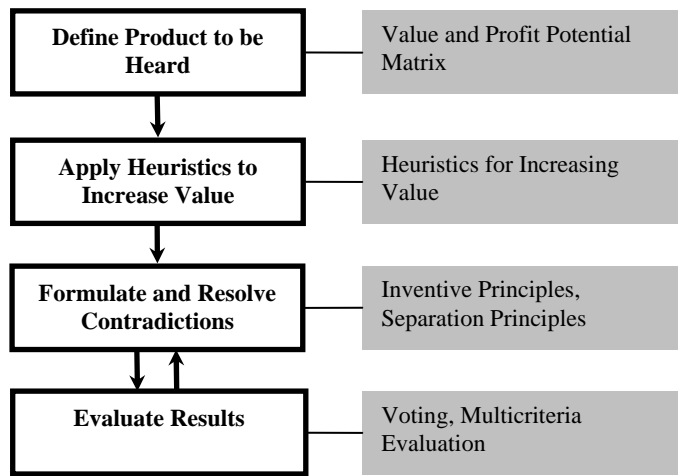 Define Product to be
Heard
Value and Profit Potential
Matrix
Apply Heuristics to
Increase Value
Heuristics for Increasing
Value
Formulate and Resolve
Contradictions
Inventive Principles,
Separation Principles
Evaluate Results
Voting, Multicriteria
Evaluation